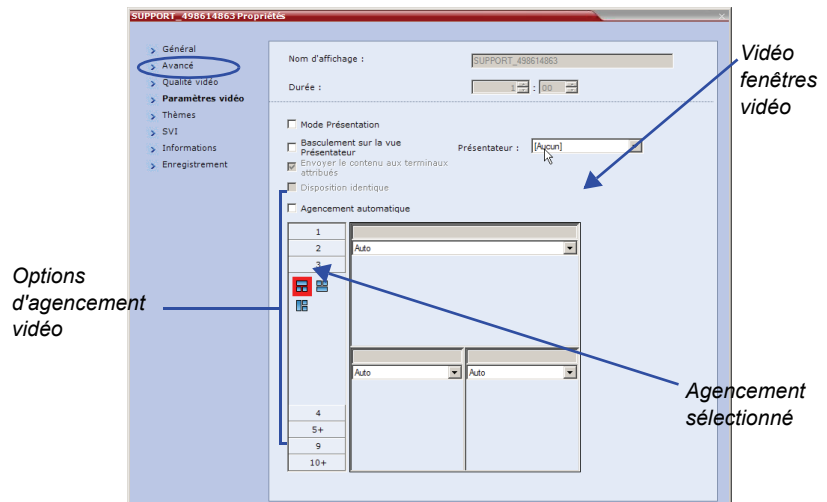 SUPPORT_498614863 Propriétés
Général
Avancé
Qualité vidéo
Paramètres vidéo
Thèmes
SVI
Informations
Enregistrement
Nom d'affichage :
SUPPORT_498614863
Durée :
1 : 00
Mode Présentation
Basculement sur la vue
Présentateur
Présentateur :
[Aucun]
Envoyer le contenu aux terminaux
attribués
Disposition identique
Agencement automatique
1
2
3
4
5+
9
10+
Auto
Auto
Auto
Vidéo
fenêtres
vidéo
Options
d'agencement
vidéo
Agencement
sélectionné